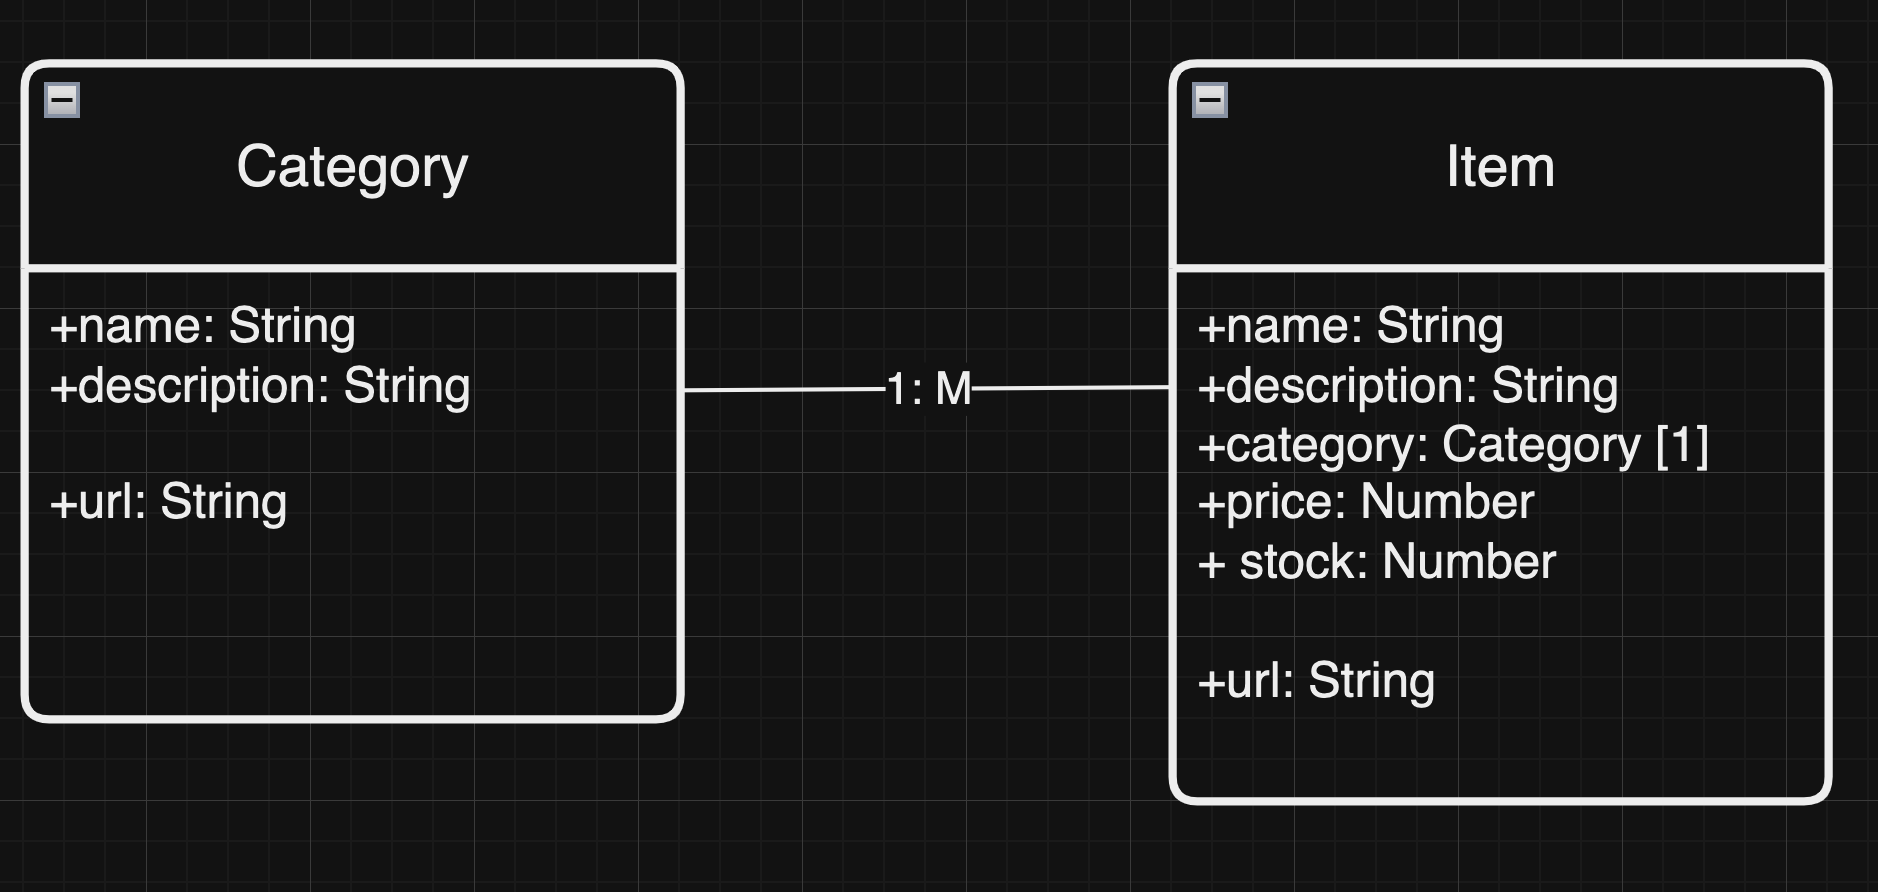 Category
+name: String
+description: String
+url: String
1: M
Item
+name: String
+description: String
+category: Category [1]
+price: Number
+ stock: Number
+url: String